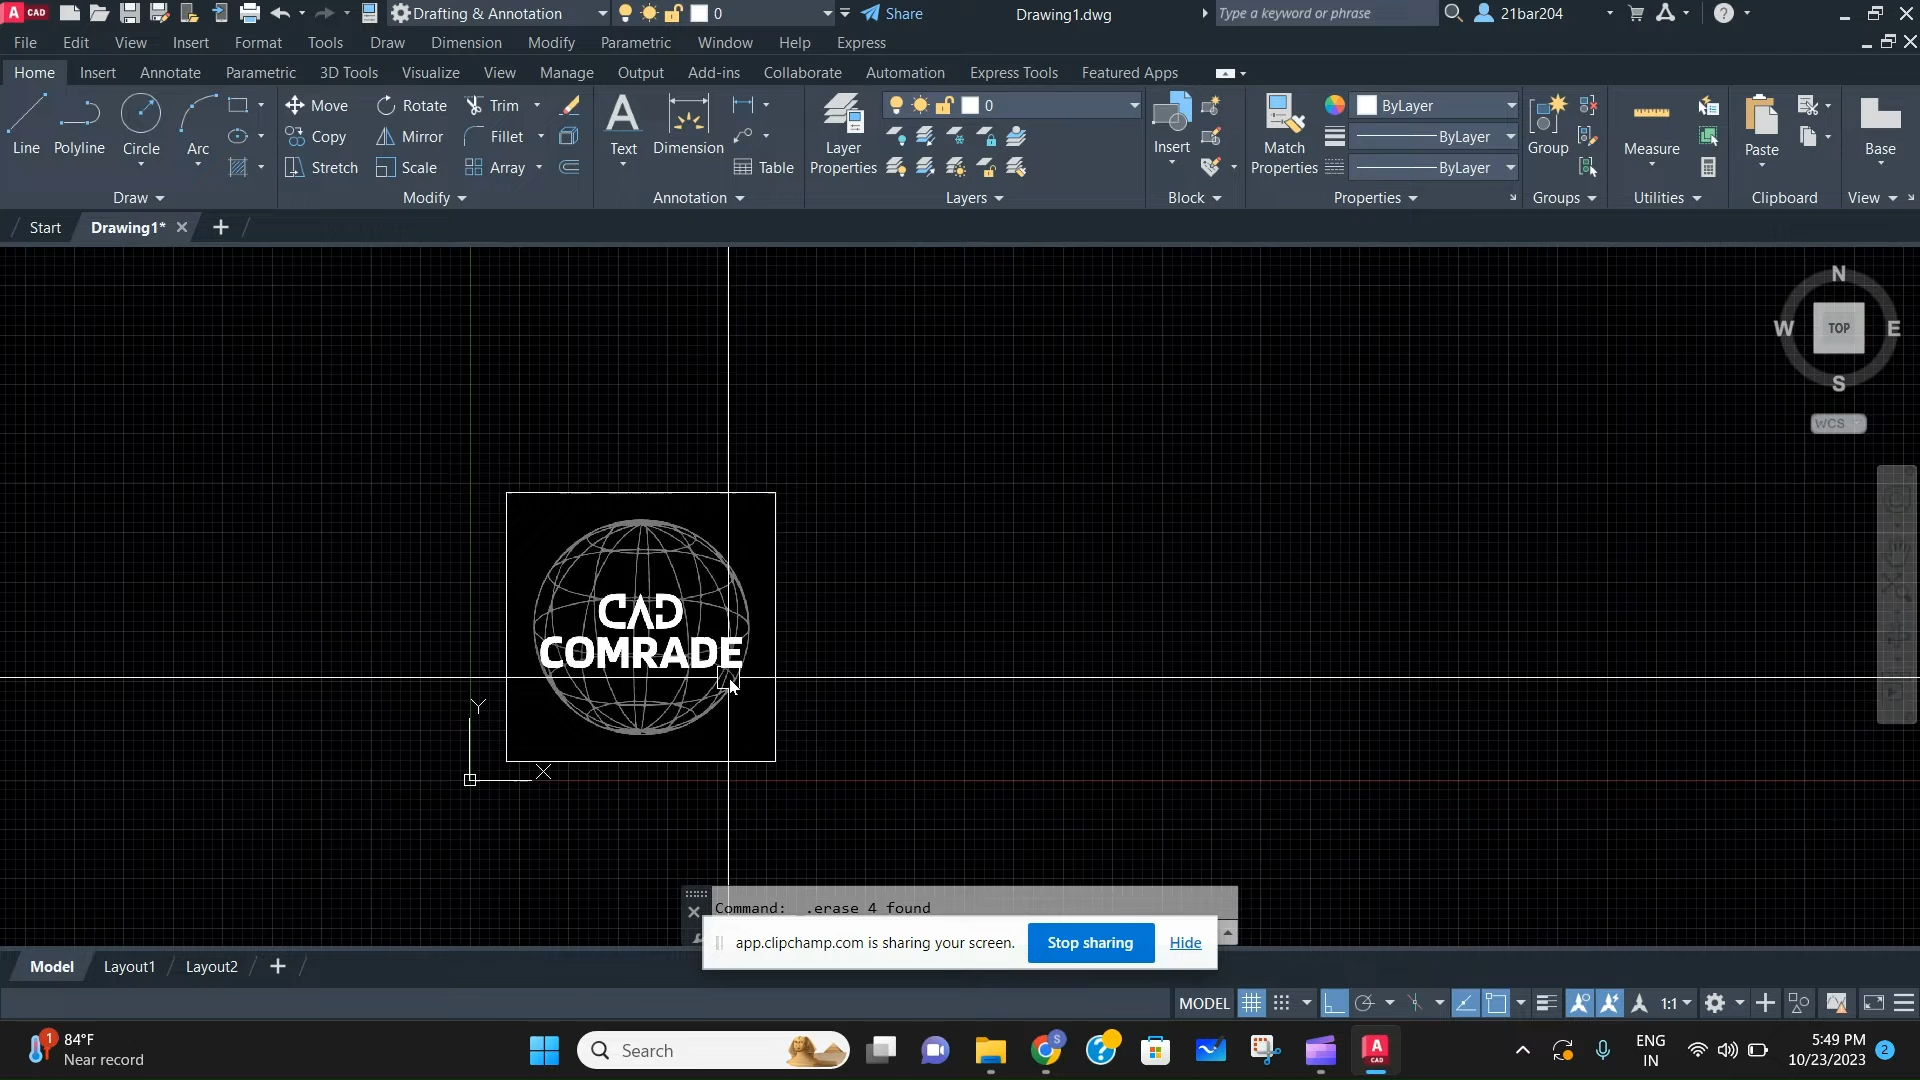 A CAD Drafting & Annotation 0 Share Drawing1.dwg Type a keyword or phrase 21bar204
File Edit View Insert Format Tools Draw Dimension Modify Parametric Window Help Express
Home Insert Annotate Parametric 3D Tools Visualize View Manage Output Add-ins Collaborate Automation Express Tools Featured Apps
Line Polyline Circle Arc
Move Rotate Trim
Copy Mirror Fillet
Stretch Scale Array
Text Dimension Table
Layer Properties
0
Insert
Match Properties
ByLayer
ByLayer
ByLayer
Group
Measure
Paste
Base
Draw Modify Annotation Layers Block Properties Groups Utilities Clipboard View
Start Drawing1* +
N
W TOP E
S
WCS
CAD
COMRADE
Y
X
Command: _.erase 4 found
app.clipchamp.com is sharing your screen. Stop sharing Hide
Model Layout1 Layout2 +
MODEL 1:1
1 84°F
Near record
Search
S
A CAD
ENG
IN
5:49 PM
10/23/2023
2